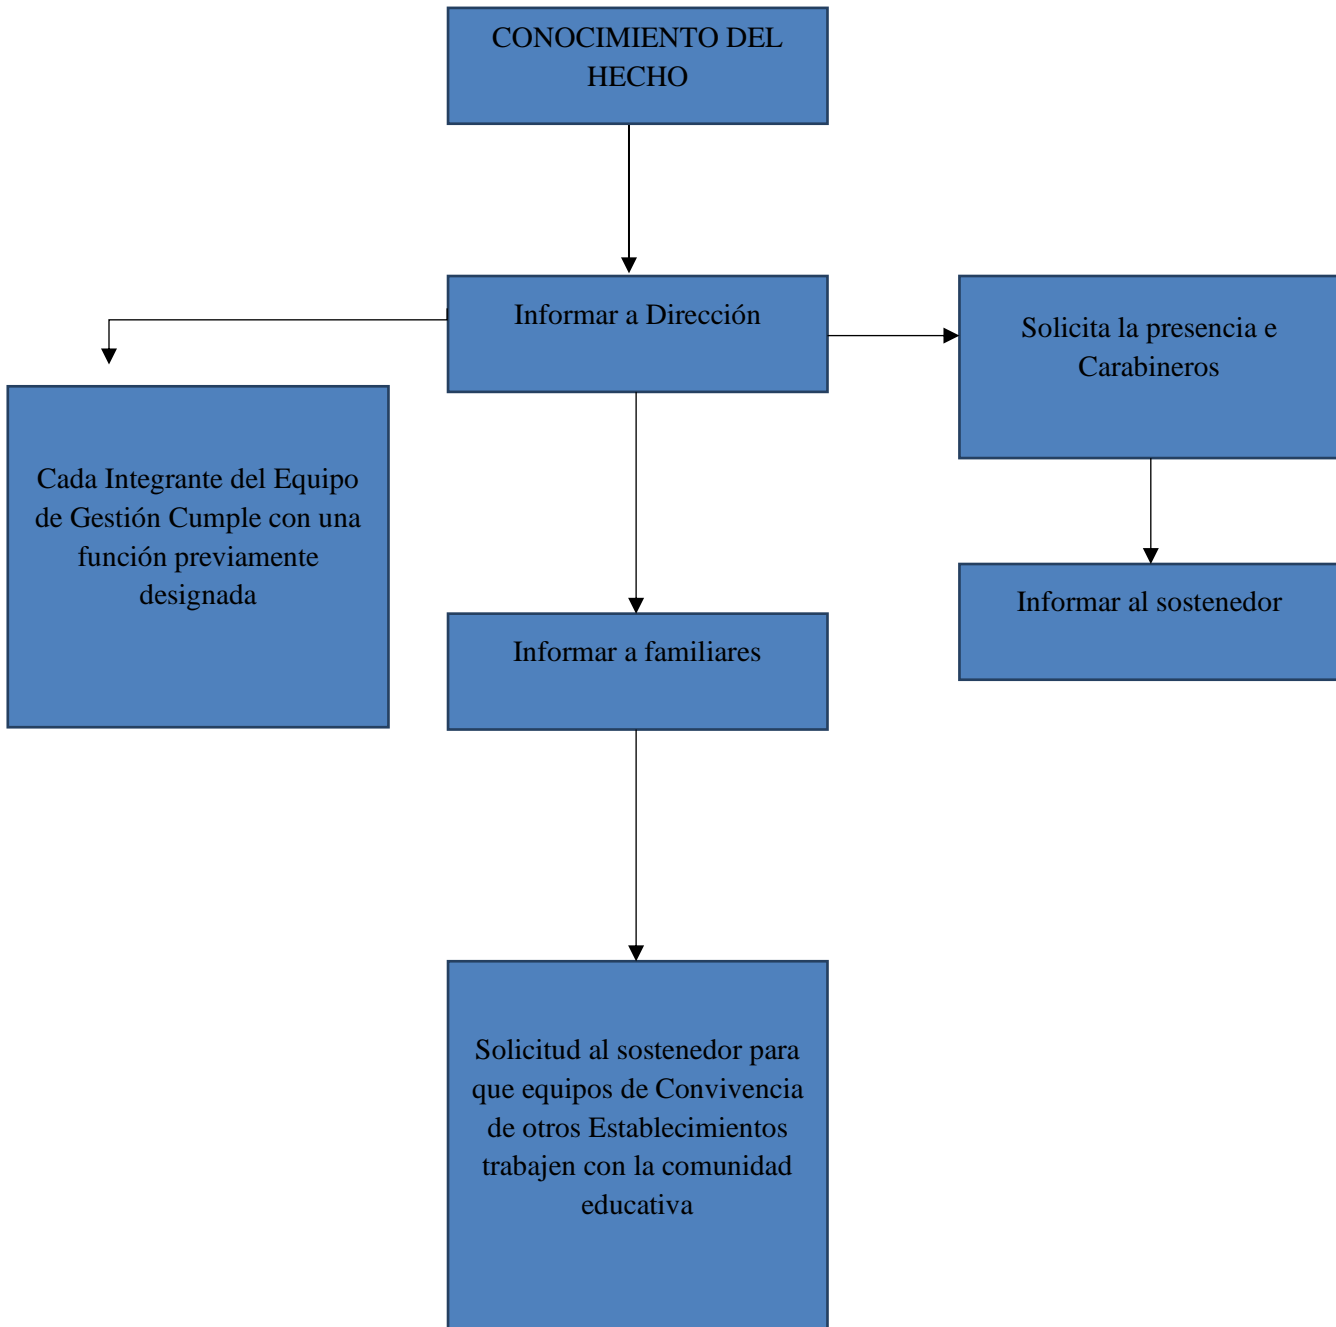 CONOCIMIENTO DEL
HECHO
Informar a Dirección
Solicita la presencia e
Carabineros
Cada Integrante del Equipo
de Gestión Cumple con una
función previamente
designada
Informar al sostenedor
Informar a familiares
Solicitud al sostenedor para
que equipos de Convivencia
de otros Establecimientos
trabajen con la comunidad
educativa